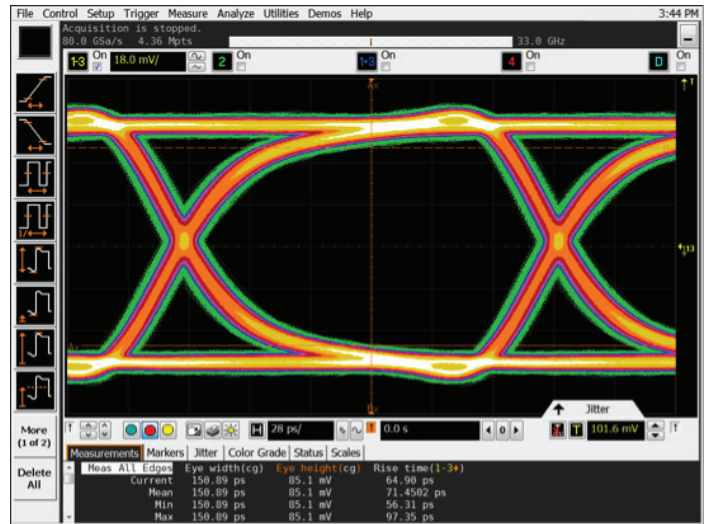 File Control Setup Trigger Measure Analyze Utilities Demos Help 3:44 PM
Acquisition is stopped.
80.0 GSa/s 4.36 Mpts 33.0 GHz
1-3 On 18.0 mV/ 2 On 1+3 On 4 On D On
Ax
T
13
Ay
Bx
Jitter
More
(1 of 2)
Delete
All
H 28 ps/ 0.0 s 0 T 101.6 mV
Measurements Markers Jitter Color Grade Status Scales
Meas All Edges Eye width(cg) Eye height(cg) Rise time(1-3♦)
Current 150.89 ps 85.1 mV 64.90 ps
Mean 150.89 ps 85.1 mV 71.4502 ps
Min 150.89 ps 85.1 mV 56.31 ps
Max 150.89 ps 85.1 mV 97.35 ps